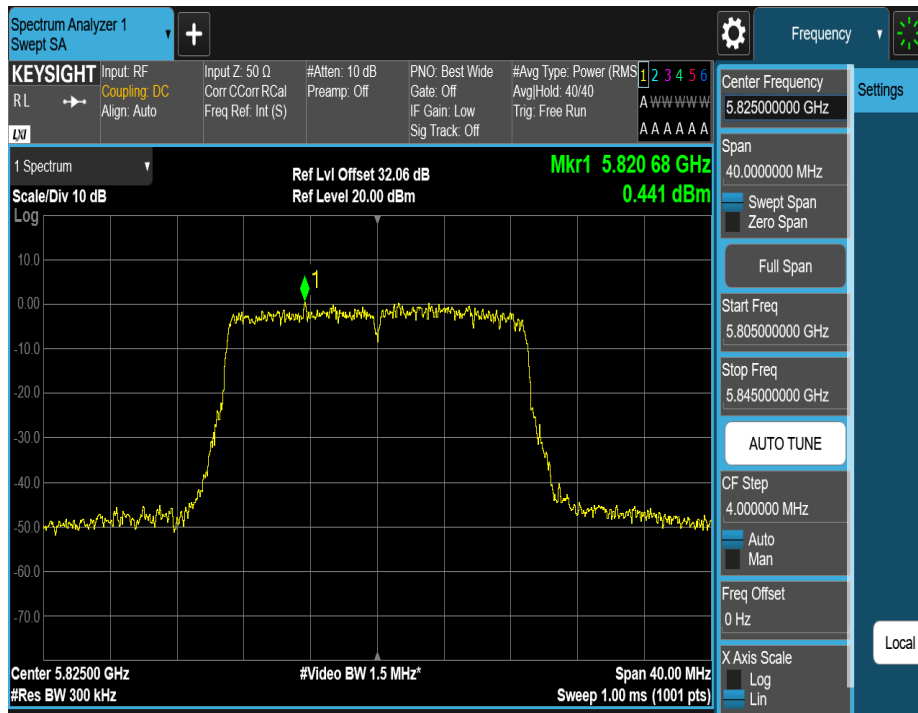 Spectrum Analyzer 1
Swept SA
+
Frequency
KEYSIGHT
RL
LXI
Input: RF
Coupling: DC
Align: Auto
Input Z: 50 Ω
Corr CCorr RCal
Freq Ref: Int (S)
#Atten: 10 dB
Preamp: Off
PNO: Best Wide
Gate: Off
IF Gain: Low
Sig Track: Off
#Avg Type: Power (RMS
Avg|Hold: 40/40
Trig: Free Run
1 2 3 4 5 6
A W W W W W
A A A A A A
1 Spectrum
Scale/Div 10 dB
Log
Ref Lvl Offset 32.06 dB
Ref Level 20.00 dBm
Mkr1 5.820 68 GHz
0.441 dBm
1
10.0
0.00
-10.0
-20.0
-30.0
-40.0
-50.0
-60.0
-70.0
Center 5.82500 GHz
#Res BW 300 kHz
#Video BW 1.5 MHz*
Span 40.00 MHz
Sweep 1.00 ms (1001 pts)
Center Frequency
5.825000000 GHz
Span
40.0000000 MHz
Swept Span
Zero Span
Full Span
Start Freq
5.805000000 GHz
Stop Freq
5.845000000 GHz
AUTO TUNE
CF Step
4.000000 MHz
Auto
Man
Freq Offset
0 Hz
X Axis Scale
Log
Lin
Settings
Local